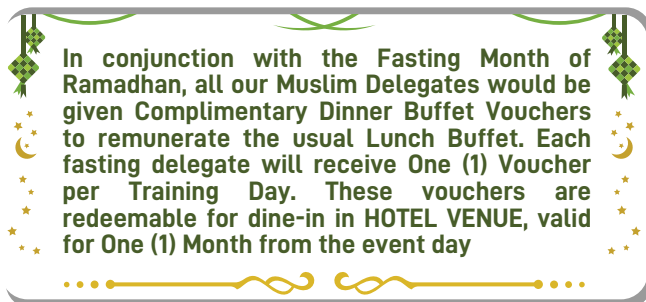 In conjunction with the Fasting Month of
Ramadhan, all our Muslim Delegates would be
given Complimentary Dinner Buffet Vouchers
to remunerate the usual Lunch Buffet. Each
fasting delegate will receive One (1) Voucher
per Training Day. These vouchers are
redeemable for dine-in in HOTEL VENUE, valid
for One (1) Month from the event day